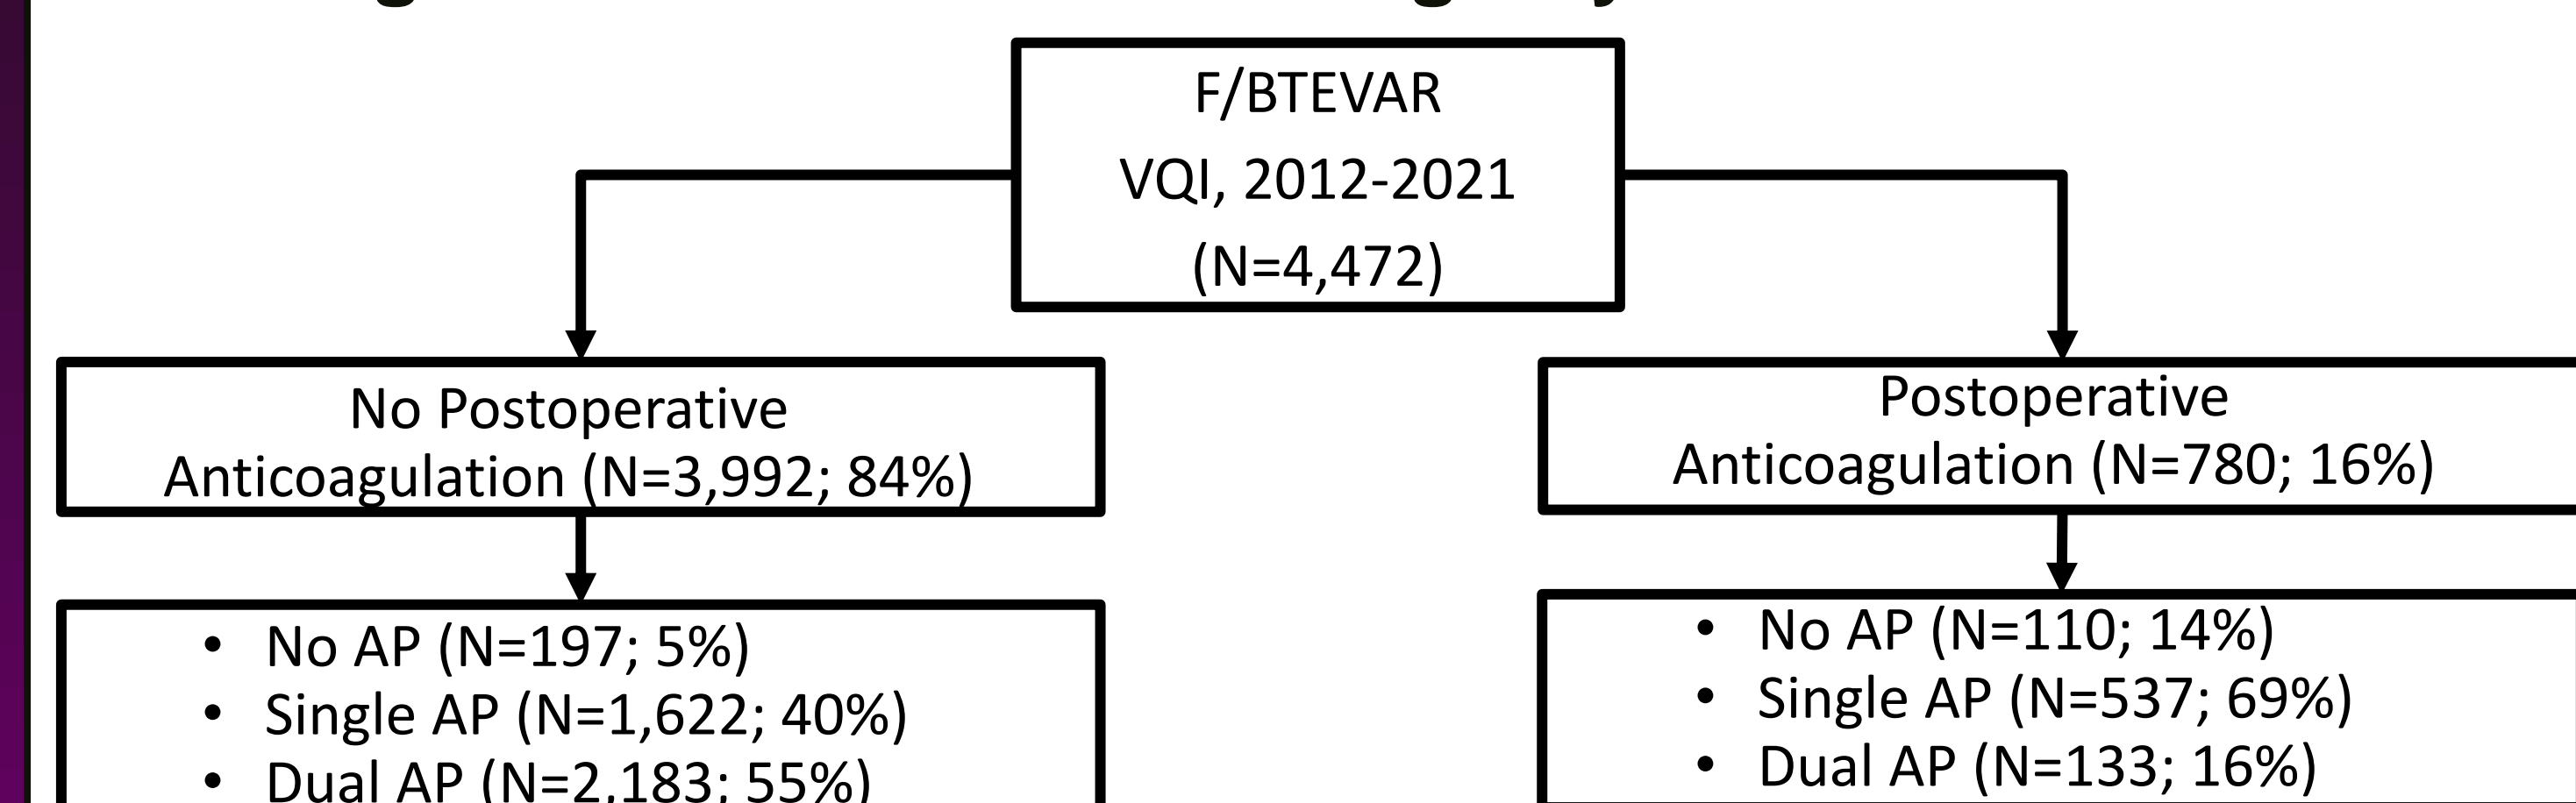 F/BTEVAR
VQI, 2012-2021
(N=4,472)
No Postoperative
Anticoagulation (N=3,992; 84%)
Postoperative
Anticoagulation (N=780; 16%)
• No AP (N=197; 5%)
• Single AP (N=1,622; 40%)
• Dual AP (N=2,183; 55%)
• No AP (N=110; 14%)
• Single AP (N=537; 69%)
• Dual AP (N=133; 16%)